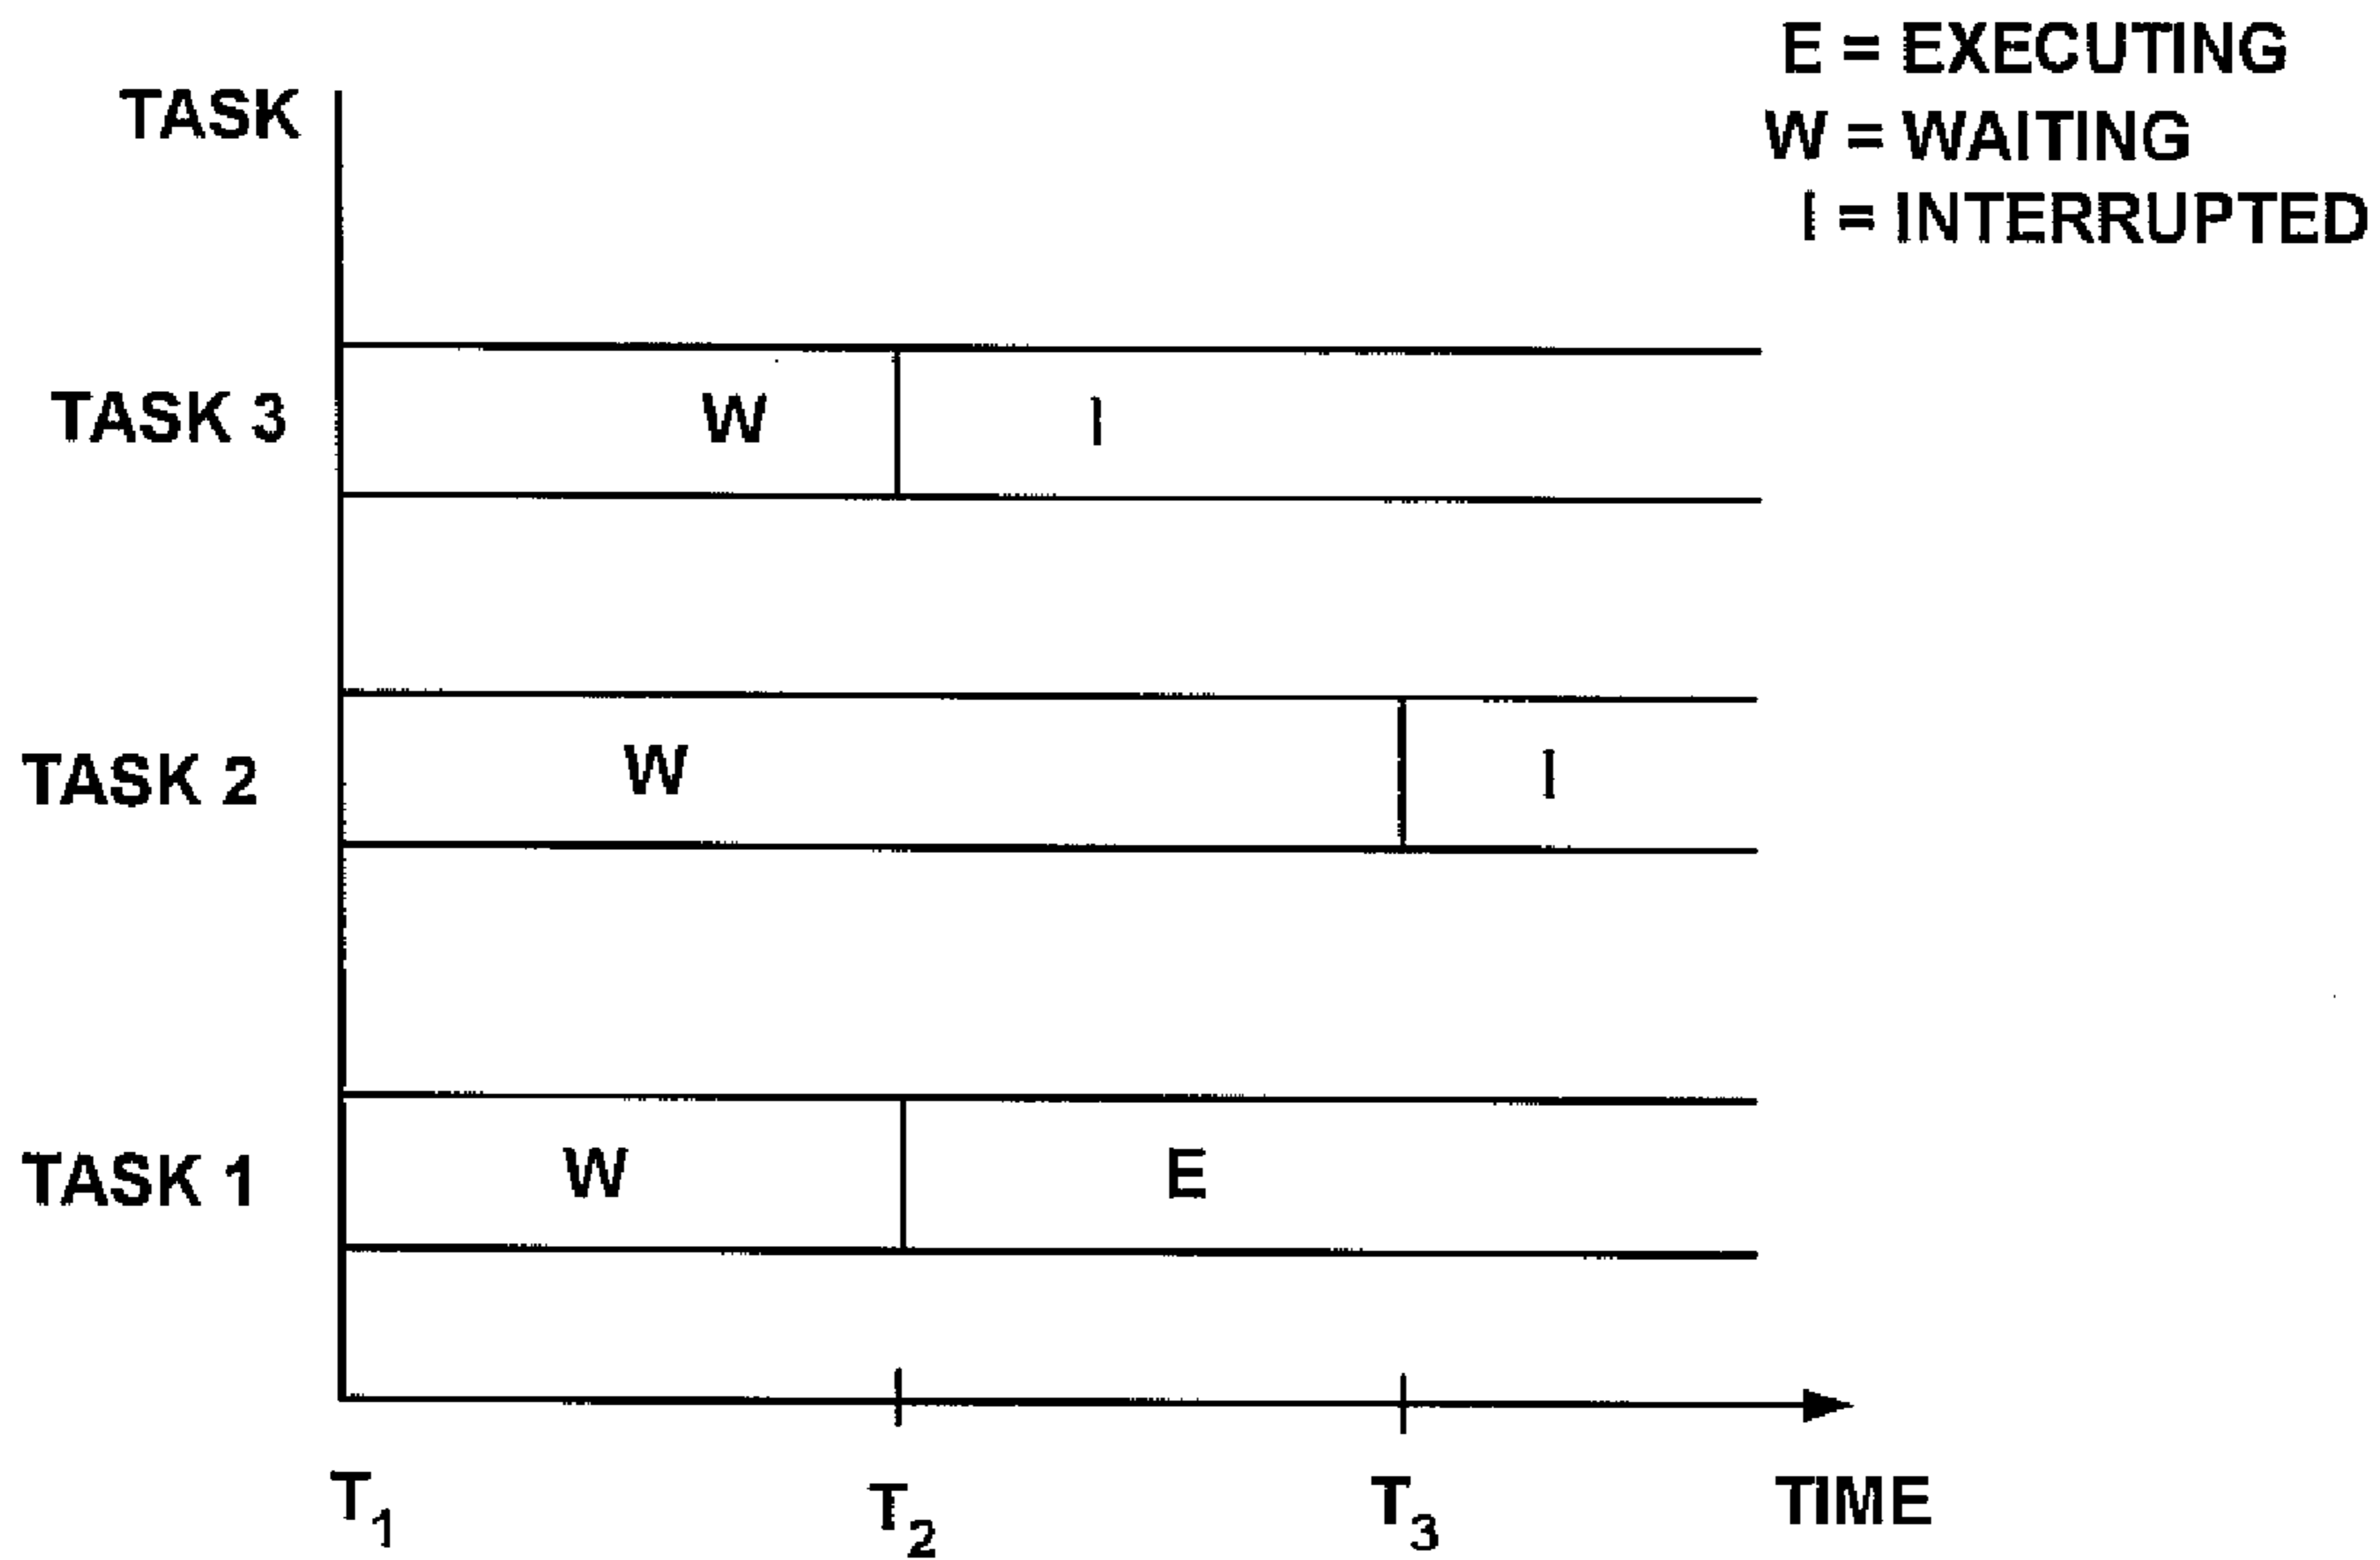 E = EXECUTING
W = WAITING
I = INTERRUPTED
TASK
TASK 3 W I
TASK 2 W I
TASK 1 W E
T1 T2 T3 TIME